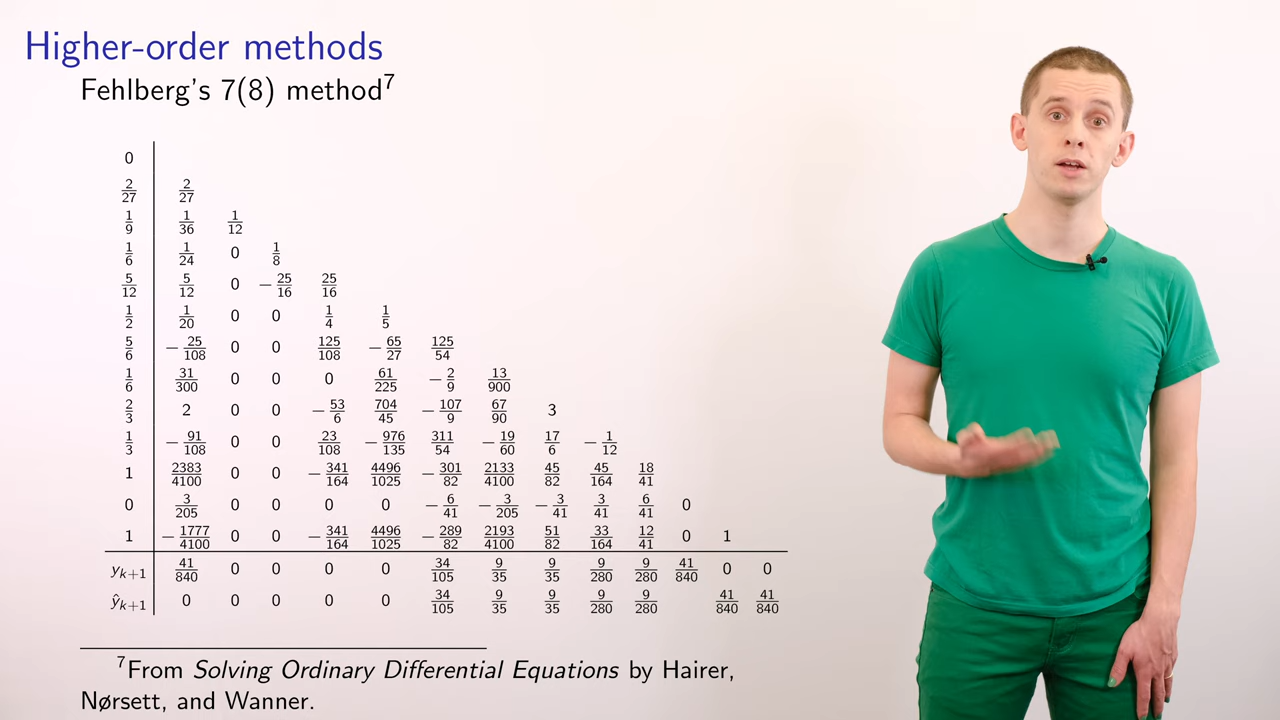 Higher-order methods
Fehlberg's 7(8) method⁷
0
2/27 2/27
1/9 1/36 1/12
1/6 1/24 0 1/8
5/12 5/12 0 −25/16 25/16
1/2 1/20 0 0 1/4 1/5
5/6 −25/108 0 0 125/108 −65/27 125/54
1/6 31/300 0 0 0 61/225 −2/9 13/900
2/3 2 0 0 −53/6 704/45 −107/9 67/90 3
1/3 −91/108 0 0 23/108 −976/135 311/54 −19/60 17/6 −1/12
1 2383/4100 0 0 −341/164 4496/1025 −301/82 2133/4100 45/82 45/164 18/41
0 3/205 0 0 0 0 −6/41 −3/205 −3/41 3/41 6/41 0
1 −1777/4100 0 0 −341/164 4496/1025 −289/82 2193/4100 51/82 33/164 12/41 0 1
yₖ₊₁ 41/840 0 0 0 0 34/105 9/35 9/35 9/280 9/280 41/840 0 0
ŷₖ₊₁ 0 0 0 0 0 34/105 9/35 9/35 9/280 9/280 41/840 41/840
⁷From Solving Ordinary Differential Equations by Hairer,
Nørsett, and Wanner.